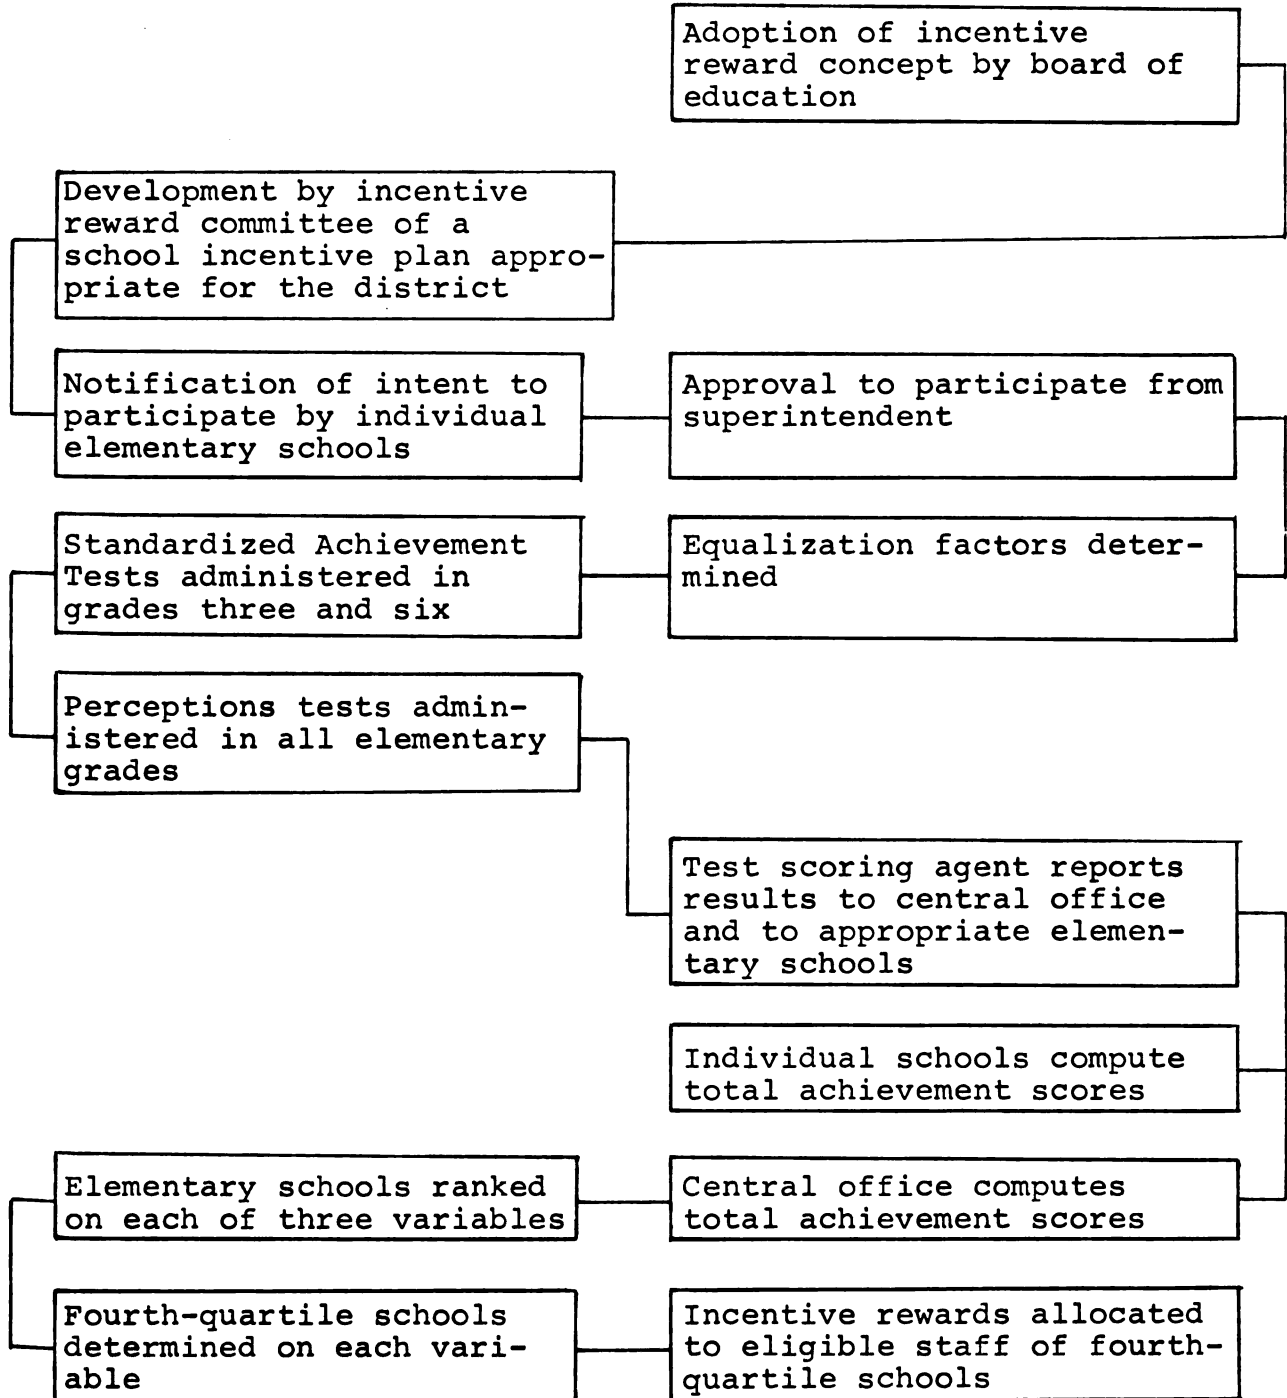 Adoption of incentive
reward concept by board of
education
Development by incentive
reward committee of a
school incentive plan appro-
priate for the district
Notification of intent to
participate by individual
elementary schools
Approval to participate from
superintendent
Standardized Achievement
Tests administered in
grades three and six
Equalization factors deter-
mined
Perceptions tests admin-
istered in all elementary
grades
Test scoring agent reports
results to central office
and to appropriate elemen-
tary schools
Individual schools compute
total achievement scores
Elementary schools ranked
on each of three variables
Central office computes
total achievement scores
Fourth-quartile schools
determined on each vari-
able
Incentive rewards allocated
to eligible staff of fourth-
quartile schools